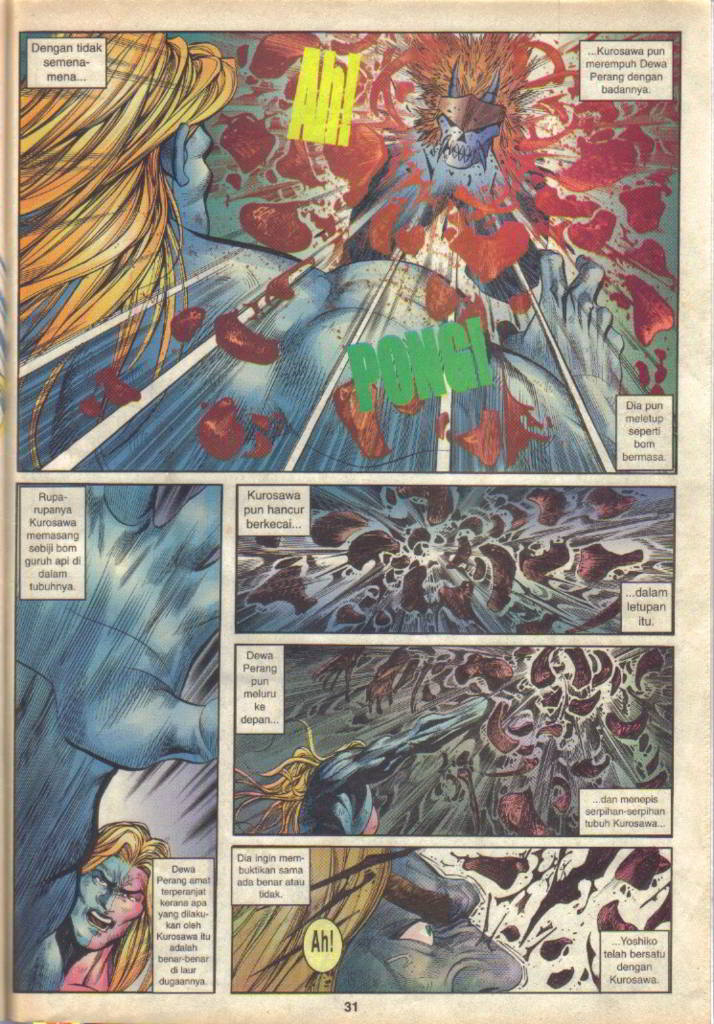 Dengan tidak
semena-
mena...
Ah!
...Kurosawa pun
merempuh Dewa
Perang dengan
badannya.
PONG!
Dia pun
meletup
seperti
bom
bermasa.
Rupa-
rupanya
Kurosawa
memasang
sebiji bom
guruh api di
dalam
tubuhnya.
Dewa
Perang amat
terperanjat
kerana apa
yang dilaku-
kan oleh
Kurosawa itu
adalah
benar-benar
di laur
dugaannya.
Kurosawa
pun hancur
berkecai...
...dalam
letupan
itu.
Dewa
Perang
pun
meluru
ke
depan...
...dan menepis
serpihan-serpihan
tubuh Kurosawa...
Dia ingin mem-
buktikan sama
ada benar atau
tidak.
Ah!
...Yoshiko
telah bersatu
dengan
Kurosawa.
31